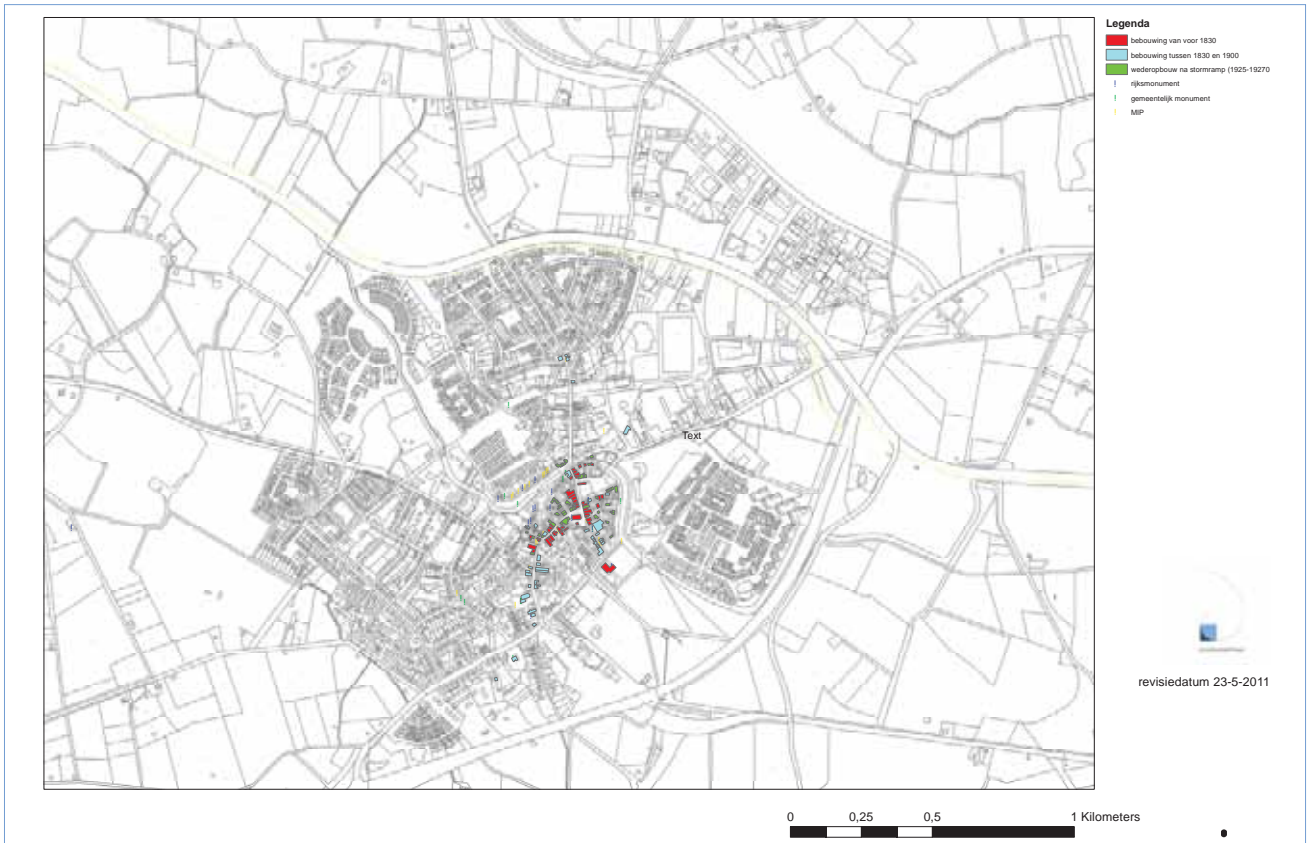 Legenda
bebouwing van voor 1830
bebouwing tussen 1830 en 1900
wederopbouw na stormramp (1925-19270
rijksmonument
gemeentelijk monument
MIP
Text
revisiedatum 23-5-2011
0 0,25 0,5 1 Kilometers